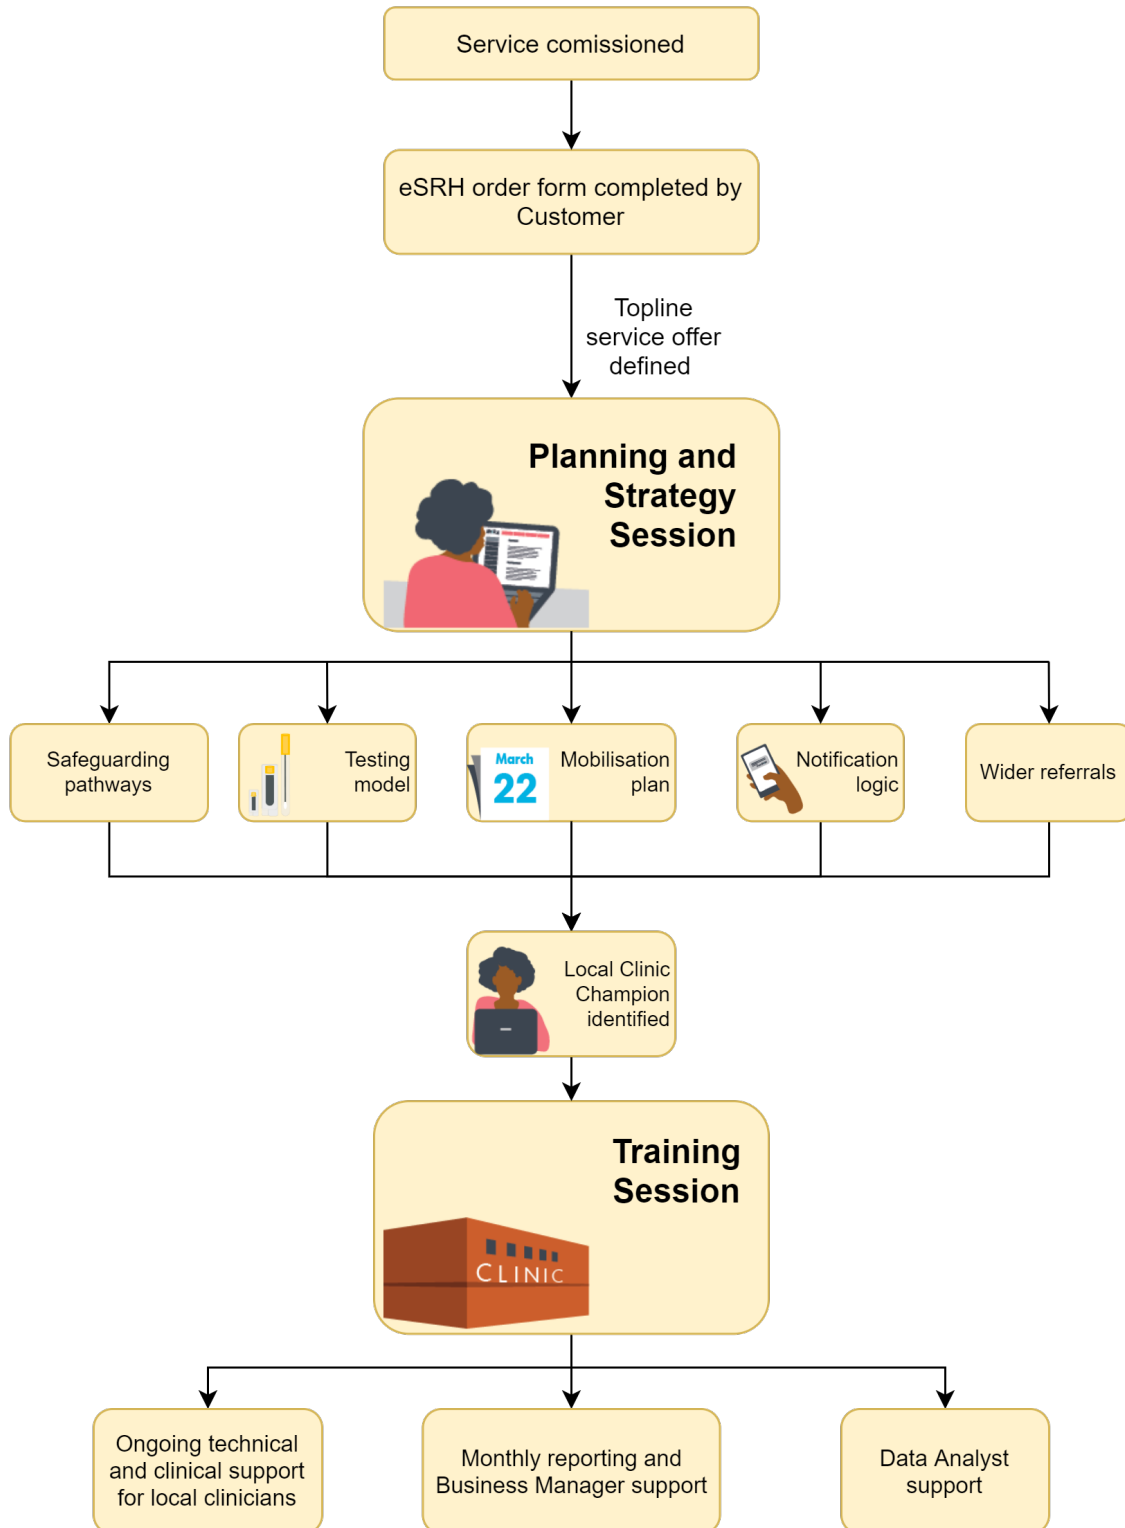 Service comissioned
eSRH order form completed by
Customer
Topline
service offer
defined
Planning and
Strategy
Session
Safeguarding
pathways
Testing
model
March
22
Mobilisation
plan
Notification
logic
Wider referrals
Local Clinic
Champion
identified
Training
Session
CLINIC
Ongoing technical
and clinical support
for local clinicians
Monthly reporting and
Business Manager support
Data Analyst
support